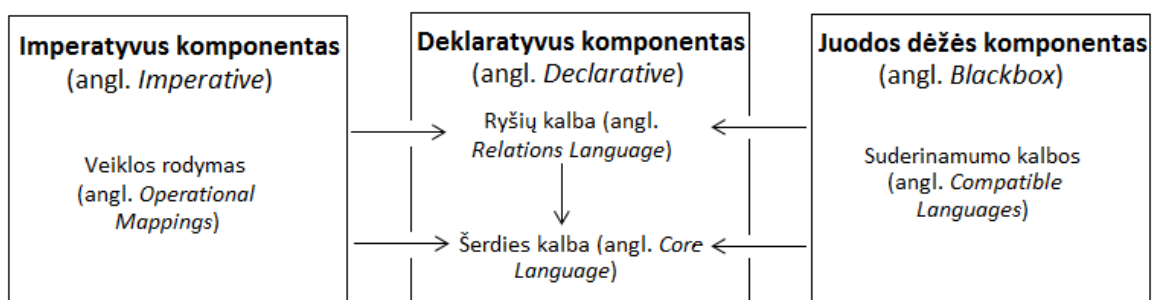 Imperatyvus komponentas
(angl. Imperative)
Veiklos rodymas
(angl. Operational
Mappings)
Deklaratyvus komponentas
(angl. Declarative)
Ryšių kalba (angl.
Relations Language)
Šerdies kalba (angl. Core
Language)
Juodos dėžės komponentas
(angl. Blackbox)
Suderinamumo kalbos
(angl. Compatible
Languages)